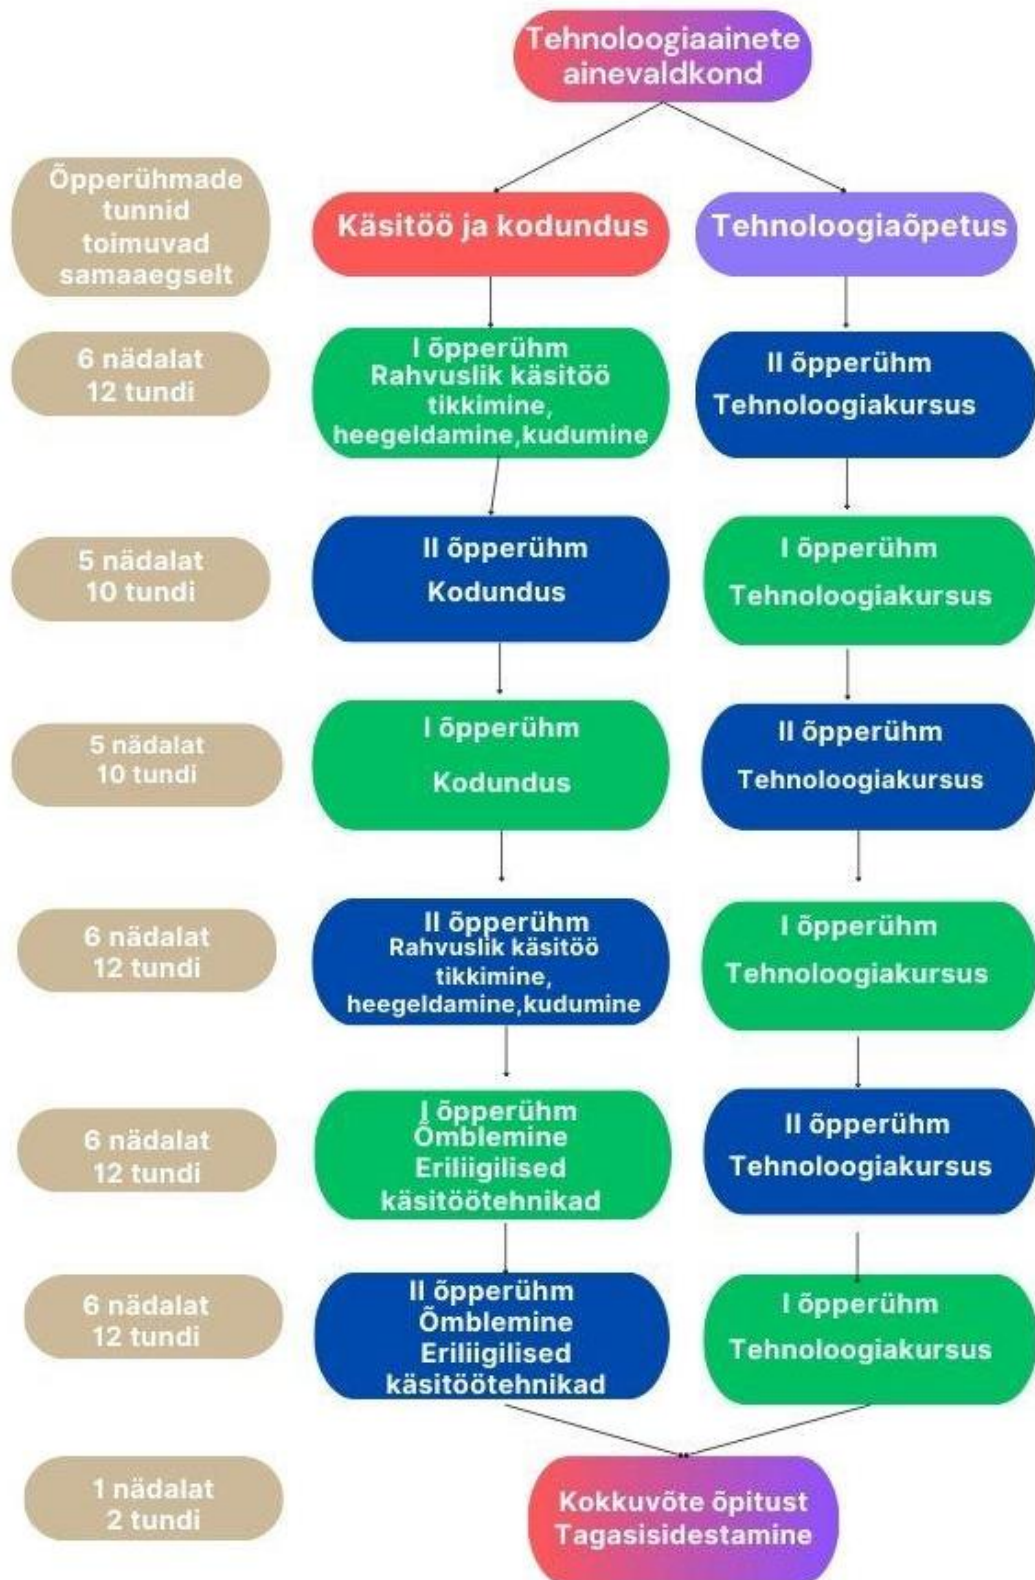 Tehnoloogiaainete
ainevaldkond
Õpperühmade
tunnid
toimuvad
samaaegselt
Käsitöö ja kodundus
Tehnoloogiaõpetus
6 nädalat
12 tundi
I õpperühm
Rahvuslik käsitöö
tikkimine,
heegeldamine,kudumine
II õpperühm
Tehnoloogiakursus
5 nädalat
10 tundi
II õpperühm
Kodundus
I õpperühm
Tehnoloogiakursus
5 nädalat
10 tundi
I õpperühm
Kodundus
II õpperühm
Tehnoloogiakursus
6 nädalat
12 tundi
II õpperühm
Rahvuslik käsitöö
tikkimine,
heegeldamine,kudumine
I õpperühm
Tehnoloogiakursus
6 nädalat
12 tundi
I õpperühm
Õmblemine
Eriliigilised
käsitöötehnikad
II õpperühm
Tehnoloogiakursus
6 nädalat
12 tundi
II õpperühm
Õmblemine
Eriliigilised
käsitöötehnikad
I õpperühm
Tehnoloogiakursus
1 nädalat
2 tundi
Kokkuvõte õpitust
Tagasisidestamine